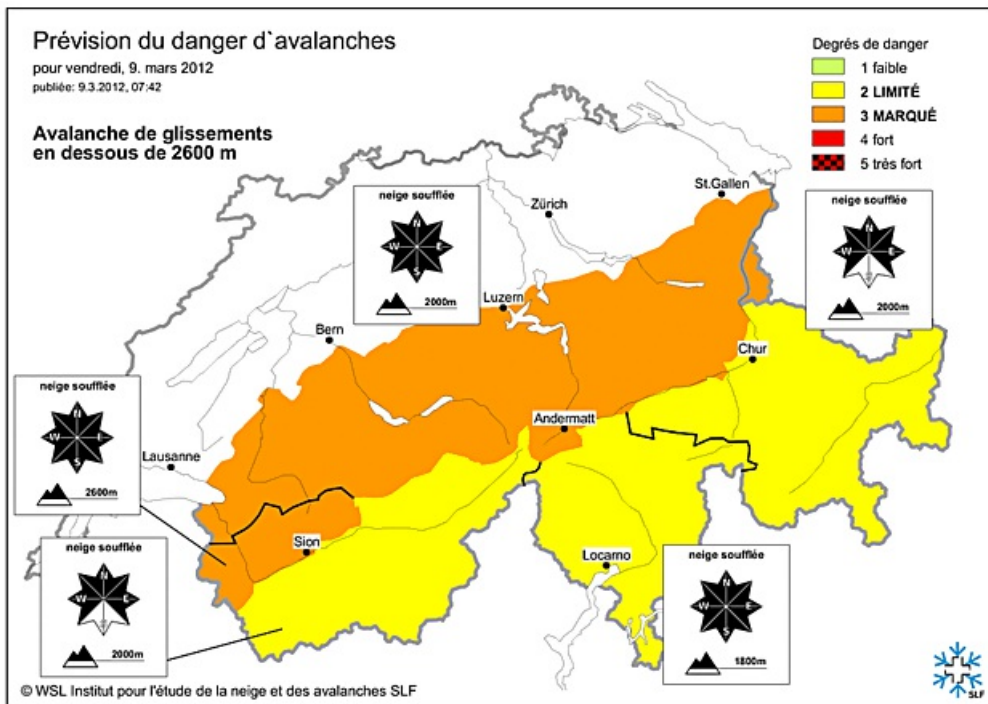 Prévision du danger d`avalanches
pour vendredi, 9. mars 2012
publiée: 9.3.2012, 07:42
Avalanche de glissements
en dessous de 2600 m
Degrés de danger
1 faible
2 LIMITÉ
3 MARQUÉ
4 fort
5 très fort
neige soufflée
N
W E
S
2000m
neige soufflée
N
W E
S
2000m
St.Gallen
Zürich
Luzern
Bern
Chur
neige soufflée
N
W E
S
2600m
Andermatt
Lausanne
Sion
Locarno
neige soufflée
N
W E
S
2000m
neige soufflée
N
W E
S
1800m
© WSL Institut pour l'étude de la neige et des avalanches SLF
SLF